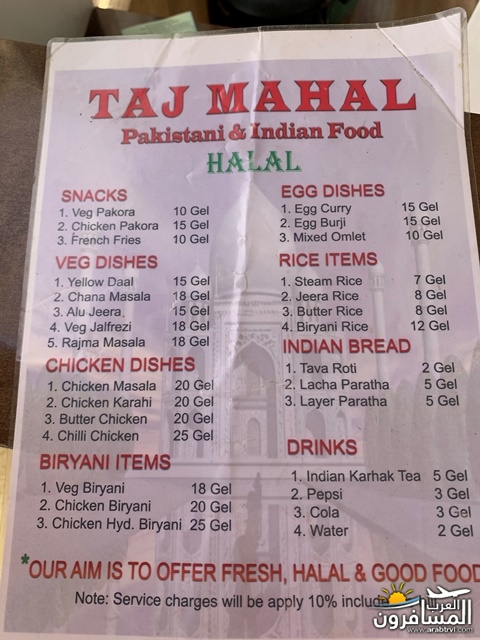 TAJ MAHAL
Pakistani & Indian Food
HALAL
SNACKS
1. Veg Pakora 10 Gel
2. Chicken Pakora 15 Gel
3. French Fries 10 Gel
VEG DISHES
1. Yellow Daal 15 Gel
2. Chana Masala 18 Gel
3. Alu Jeera 15 Gel
4. Veg Jalfrezi 18 Gel
5. Rajma Masala 18 Gel
CHICKEN DISHES
1. Chicken Masala 20 Gel
2. Chicken Karahi 20 Gel
3. Butter Chicken 20 Gel
4. Chilli Chicken 25 Gel
BIRYANI ITEMS
1. Veg Biryani 18 Gel
2. Chicken Biryani 20 Gel
3. Chicken Hyd. Biryani 25 Gel
EGG DISHES
1. Egg Curry 15 Gel
2. Egg Burji 15 Gel
3. Mixed Omlet 10 Gel
RICE ITEMS
1. Steam Rice 7 Gel
2. Jeera Rice 8 Gel
3. Butter Rice 8 Gel
4. Biryani Rice 12 Gel
INDIAN BREAD
1. Tava Roti 2 Gel
2. Lacha Paratha 5 Gel
3. Layer Paratha 5 Gel
DRINKS
1. Indian Karhak Tea 5 Gel
2. Pepsi 3 Gel
3. Cola 3 Gel
4. Water 2 Gel
*OUR AIM IS TO OFFER FRESH, HALAL & GOOD FOOD
Note: Service charges will be apply 10%
العرب
المسافرون
www.arabtrvl.com